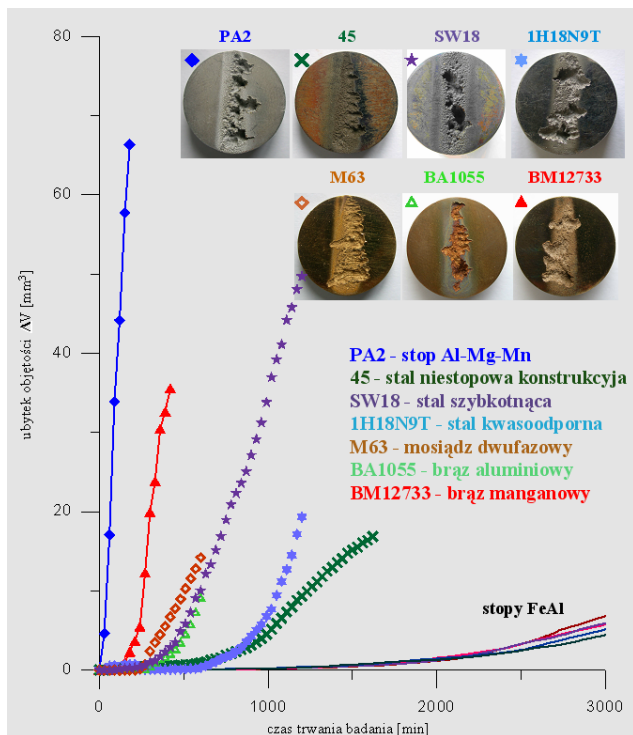 80
PA2 45 SW18 1H18N9T
60
M63 BA1055 BM12733
ubytek objętości ΔV [mm³]
40
PA2 - stop Al-Mg-Mn
45 - stal niestopowa konstrukcyja
SW18 - stal szybkotnąca
1H18N9T - stal kwasoodporna
M63 - mosiądz dwufazowy
BA1055 - brąz aluminiowy
BM12733 - brąz manganowy
20
stopy FeAl
0
0 1000 2000 3000
czas trwania badania [min]